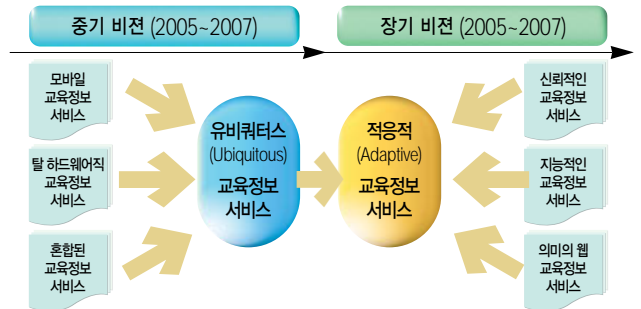 중기 비젼 (2005~2007)
장기 비젼 (2005~2007)
모바일
교육정보
서비스
탈 하드웨어직
교육정보
서비스
혼합된
교육정보
서비스
유비쿼터스
(Ubiquitous)
교육정보
서비스
적응적
(Adaptive)
교육정보
서비스
신뢰적인
교육정보
서비스
지능적인
교육정보
서비스
의미의 웹
교육정보
서비스